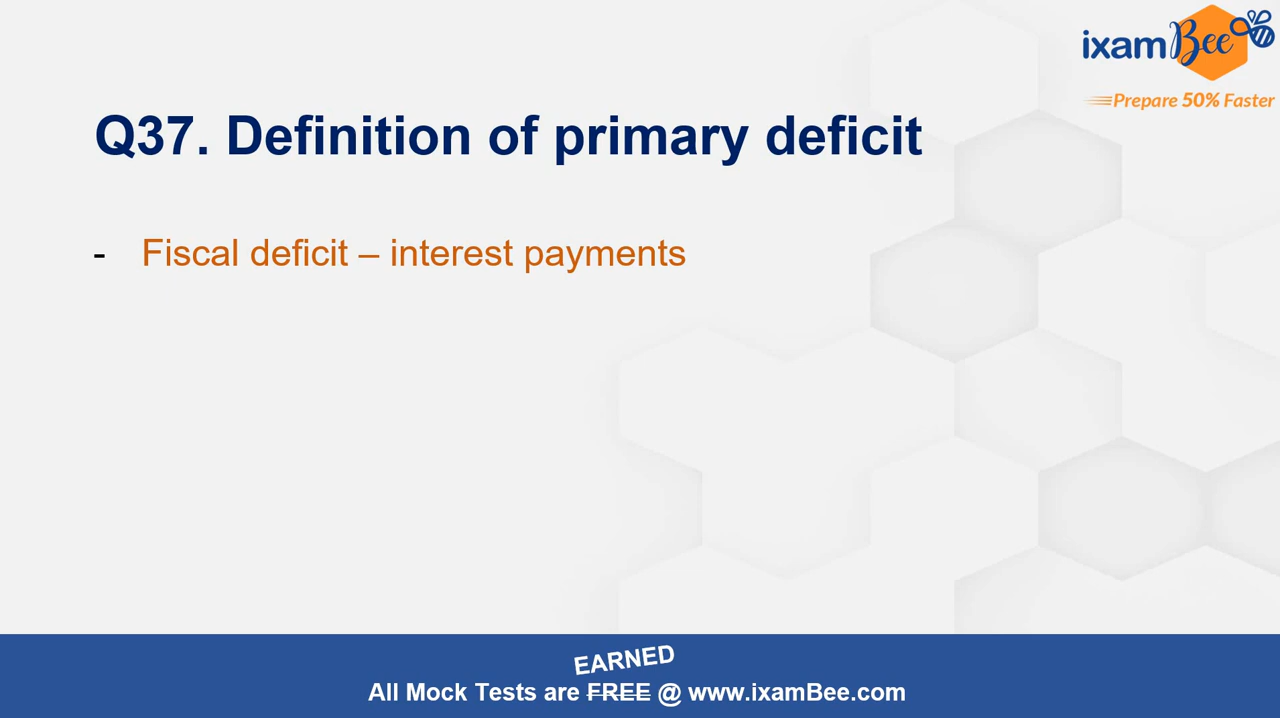 ixamBee
Prepare 50% Faster
Q37. Definition of primary deficit
- Fiscal deficit – interest payments
EARNED
All Mock Tests are FREE @ www.ixamBee.com